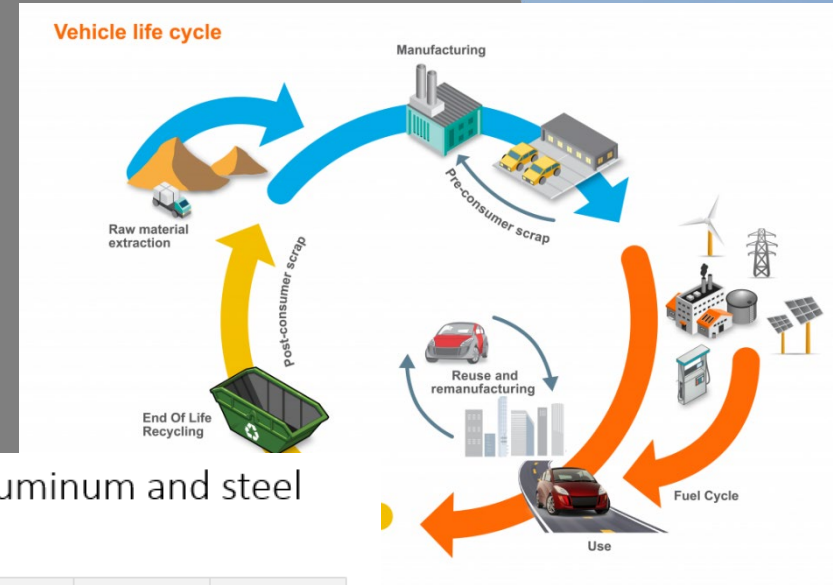 Vehicle life cycle
Manufacturing
Pre-consumer scrap
Raw material
extraction
Post-consumer scrap
Reuse and
remanufacturing
End Of Life
Recycling
Fuel Cycle
Use
uminum and steel